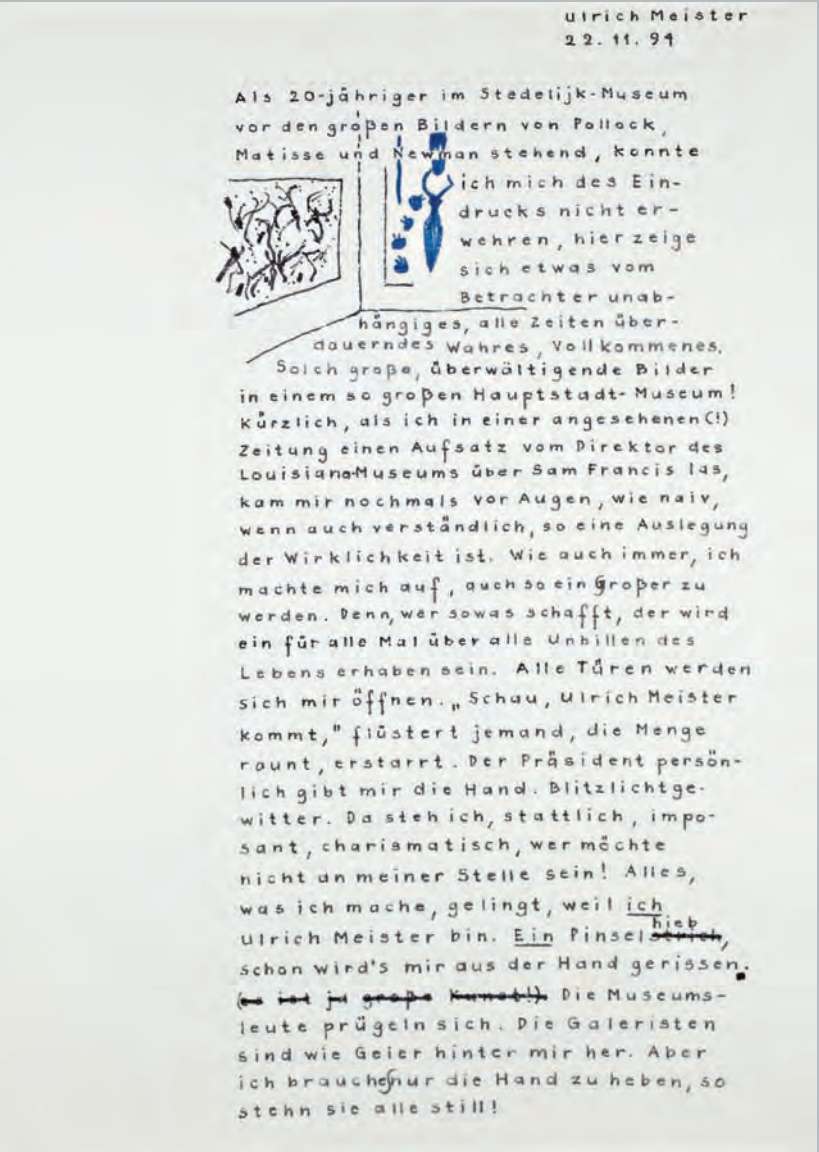 Ulrich Meister
22. 11. 94
Als 20-jähriger im Stedelijk-Museum
vor den großen Bildern von Pollock,
Matisse und Newman stehend, konnte
ich mich des Ein-
drucks nicht er-
wehren, hier zeige
sich etwas vom
Betrachter unab-
hängiges, alle Zeiten über-
dauerndes Wahres, Vollkommenes.
Solch große, überwältigende Bilder
in einem so großen Hauptstadt-Museum!
Kürzlich, als ich in einer angesehenen (!)
Zeitung einen Aufsatz vom Direktor des
Louisiana-Museums über Sam Francis las,
kam mir nochmals vor Augen, wie naiv,
wenn auch verständlich, so eine Auslegung
der Wirklichkeit ist. Wie auch immer, ich
machte mich auf, auch so ein Großer zu
werden. Denn, wer sowas schafft, der wird
ein für alle Mal über alle Unbillen des
Lebens erhaben sein. Alle Türen werden
sich mir öffnen. „Schau, Ulrich Meister
kommt," flüstert jemand, die Menge
raunt, erstarrt. Der Präsident persön-
lich gibt mir die Hand. Blitzlichtge-
witter. Da steh ich, stattlich, impo-
sant, charismatisch, wer möchte
nicht an meiner Stelle sein! Alles,
was ich mache, gelingt, weil ich
hieb
Ulrich Meister bin. Ein Pinselstrich,
schon wird's mir aus der Hand gerissen.
(es ist ja große Kunst!). Die Museums-
leute prügeln sich. Die Galeristen
sind wie Geier hinter mir her. Aber
ich brauche nur die Hand zu heben, so
stehn sie alle still!